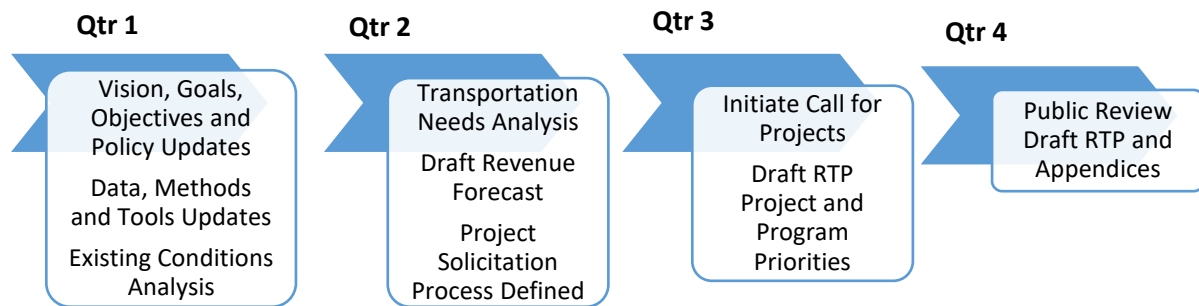 Qtr 1
Vision, Goals,
Objectives and
Policy Updates
Data, Methods
and Tools Updates
Existing Conditions
Analysis
Qtr 2
Transportation
Needs Analysis
Draft Revenue
Forecast
Project
Solicitation
Process Defined
Qtr 3
Initiate Call for
Projects
Draft RTP
Project and
Program
Priorities
Qtr 4
Public Review
Draft RTP and
Appendices